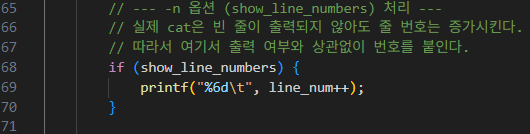 65 // --- -n 옵션 (show_line_numbers) 처리 ---
66 // 실제 cat은 빈 줄이 출력되지 않아도 줄 번호는 증가시킨다.
67 // 따라서 여기서 출력 여부와 상관없이 번호를 붙인다.
68 if (show_line_numbers) {
69 printf("%6d\t", line_num++);
70 }
71